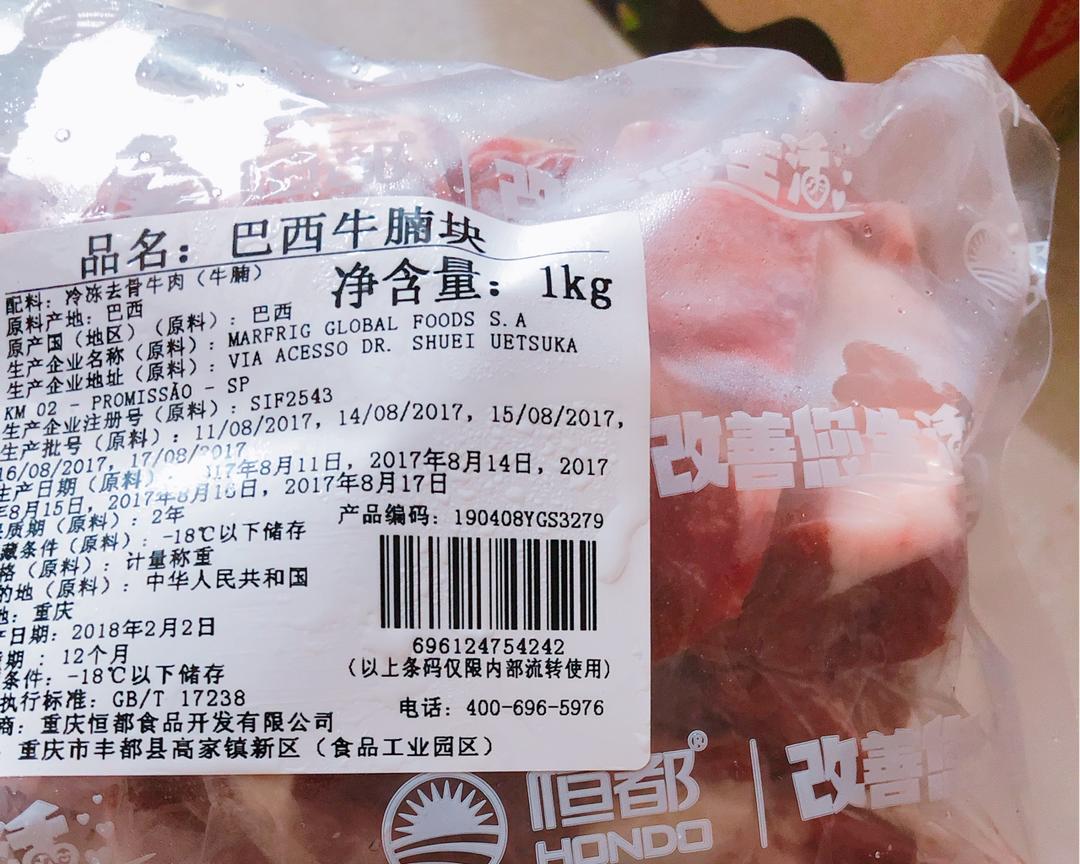 品名：巴西牛腩块
配料：冷冻去骨牛肉（牛腩）
净含量：1kg
原料产地：巴西
原产国（地区）（原料）：巴西
生产企业名称（原料）：MARFRIG GLOBAL FOODS S.A
生产企业地址（原料）：VIA ACESSO DR. SHUEI UETSUKA
KM 02 - PROMISSÃO - SP
生产企业注册号（原料）：SIF2543
生产批号（原料）：11/08/2017, 14/08/2017, 15/08/2017,
16/08/2017, 17/08/2017
生产日期（原料） 17年8月11日，2017年8月14日，2017
年8月15日，2017年8月16日，2017年8月17日
质期（原料）：2年
藏条件（原料）：-18℃以下储存
格（原料）：计量称重
的地（原料）：中华人民共和国
地：重庆
产日期：2018年2月2日
期：12个月
条件：-18℃以下储存
执行标准：GB/T 17238
商：重庆恒都食品开发有限公司
：重庆市丰都县高家镇新区（食品工业园区）
产品编码：190408YGS3279
696124754242
（以上条码仅限内部流转使用）
电话：400-696-5976
改 生活
改善您生活
恒都®
HONDO
改善